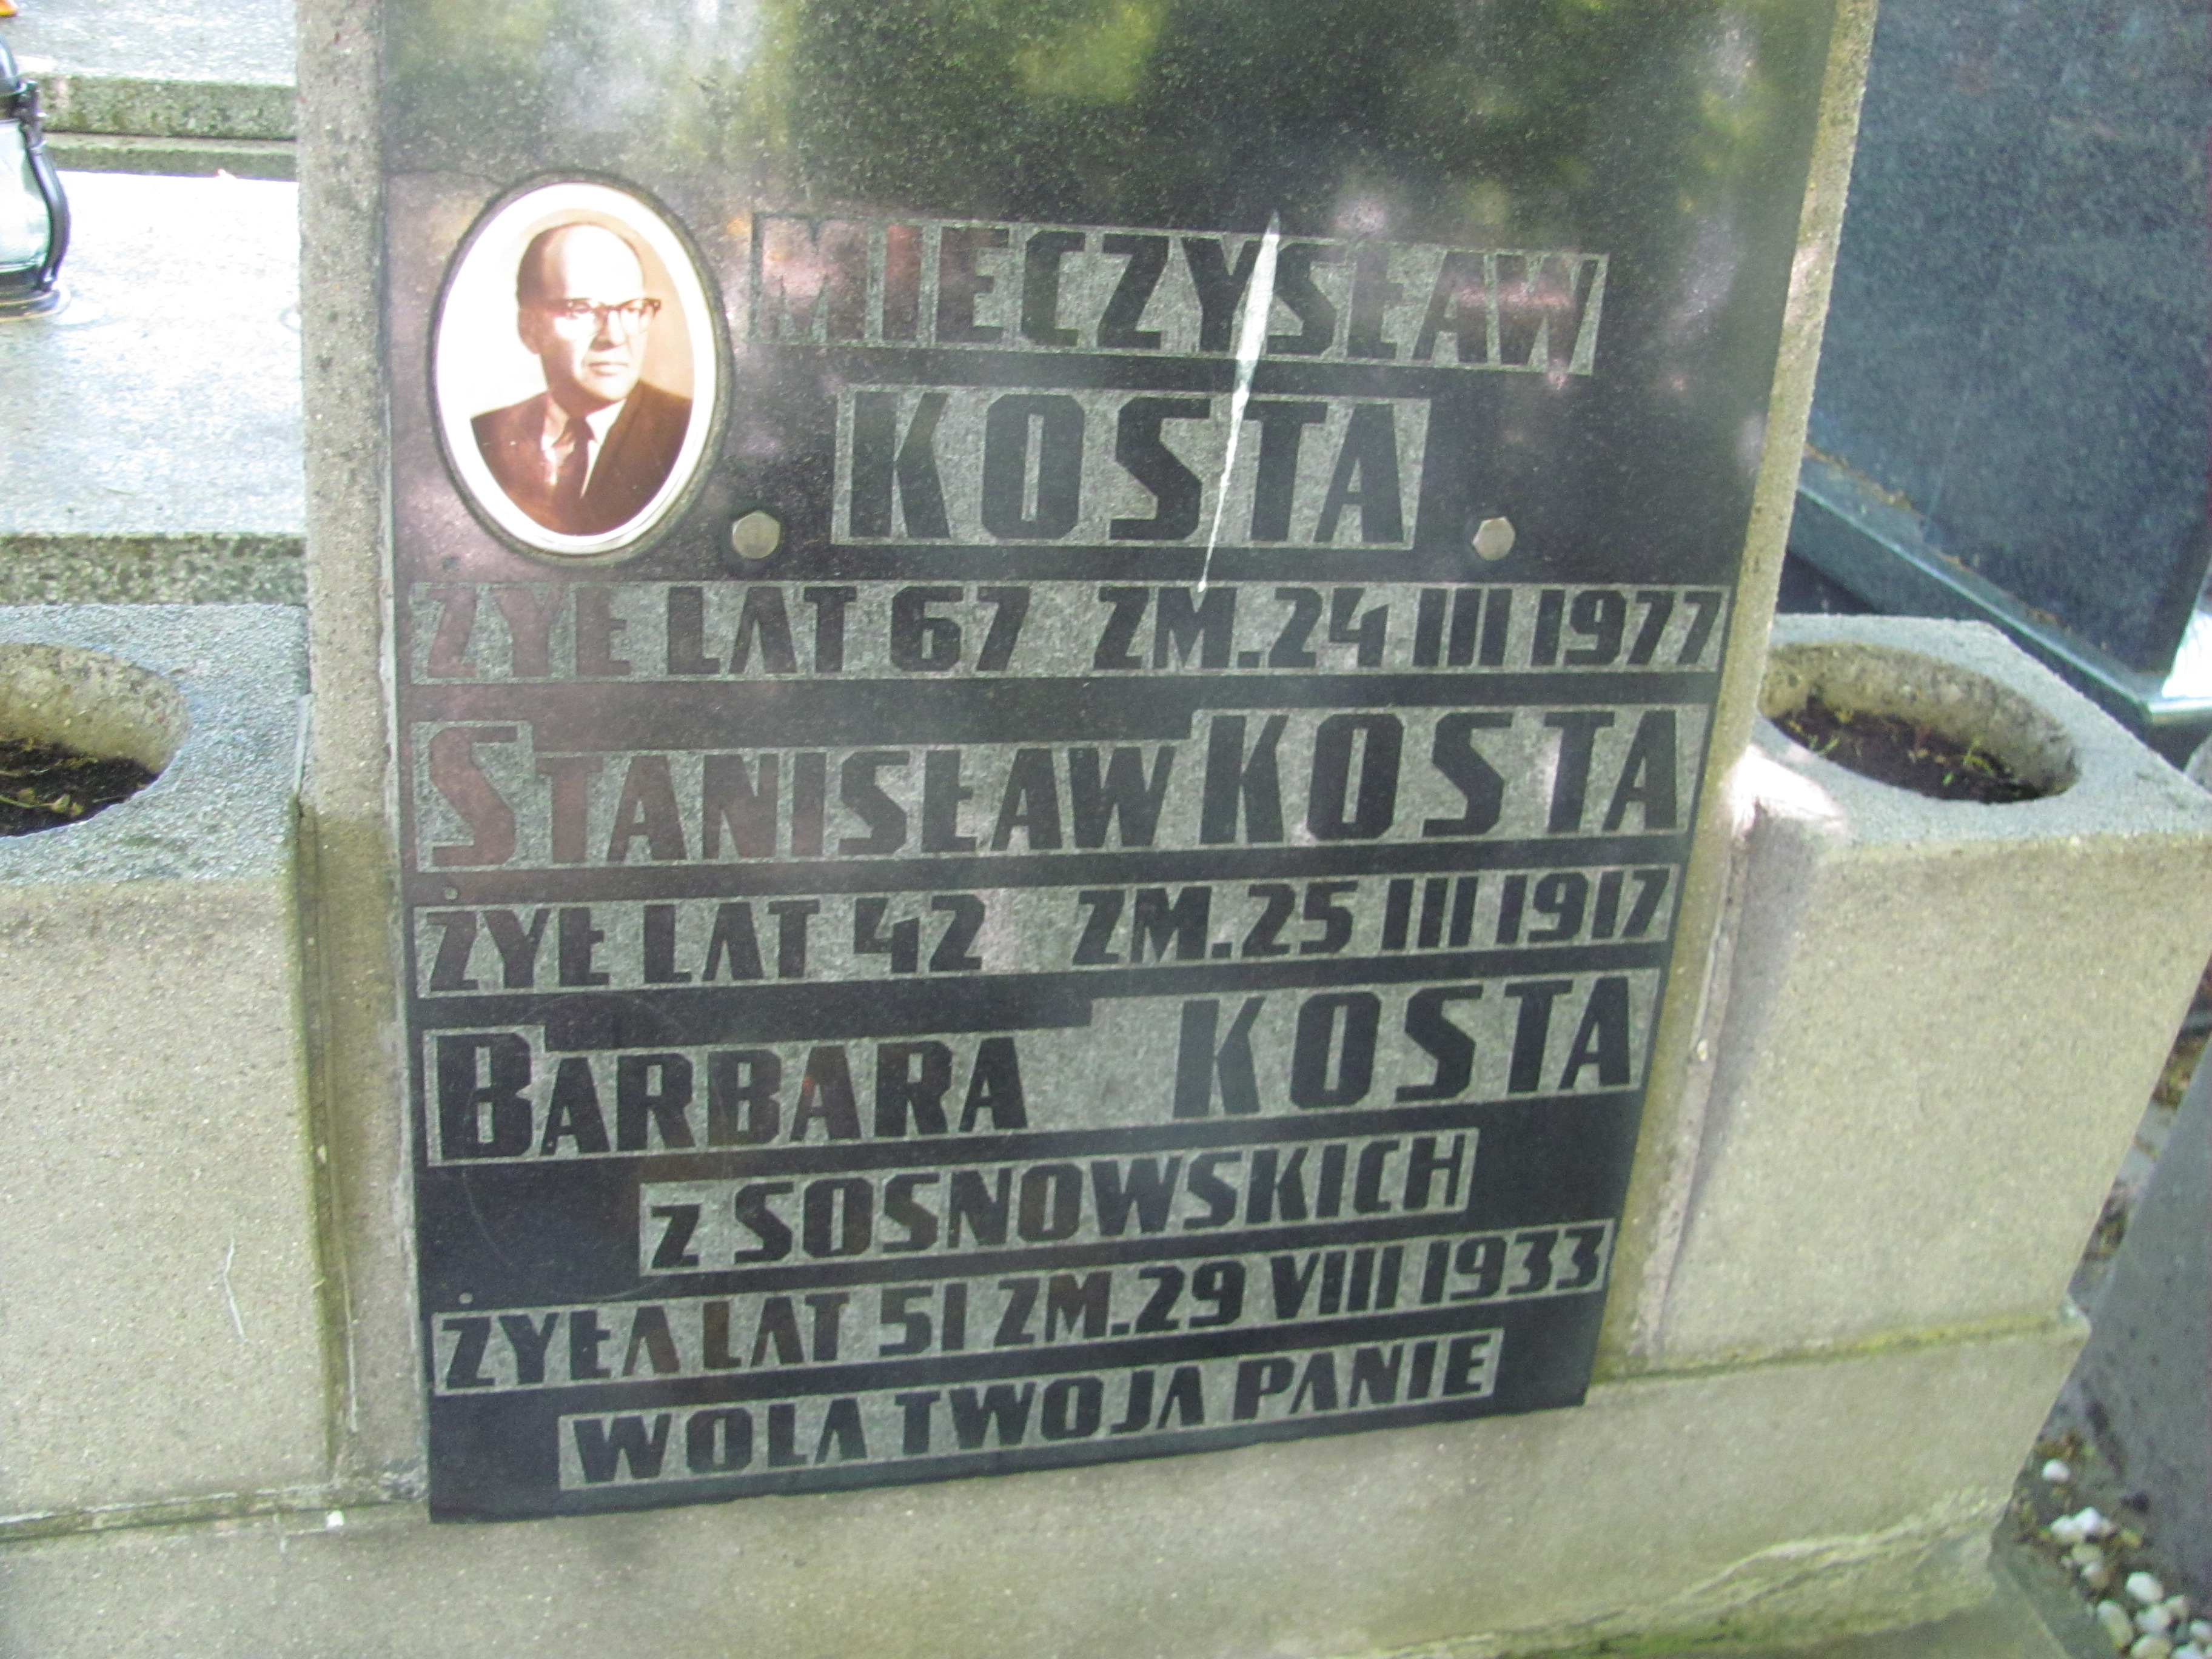 MIECZYSŁAW
KOSTA
ŻYŁ LAT 67 ZM. 24 III 1977
STANISŁAW KOSTA
ŻYŁ LAT 42 ZM. 25 III 1917
BARBARA KOSTA
z SOSNOWSKICH
ŻYŁA LAT 51 ZM. 29 VIII 1933
WOLA TWOJA PANIE